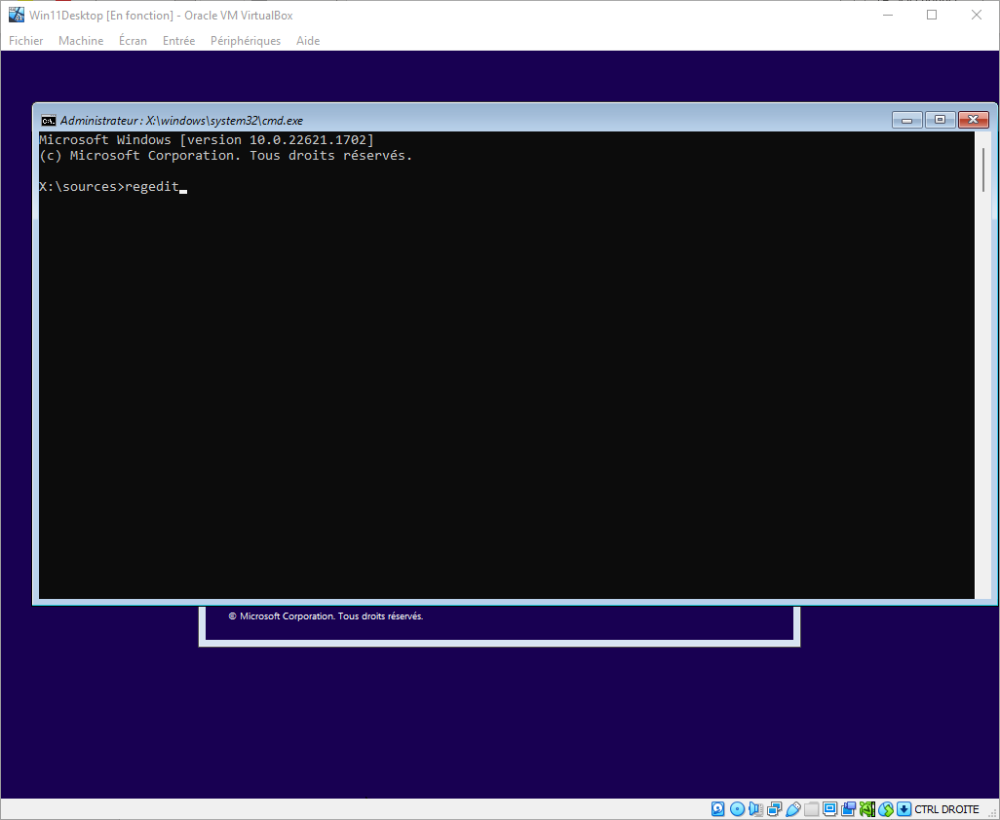 Win11Desktop [En fonction] - Oracle VM VirtualBox
Fichier Machine Écran Entrée Périphériques Aide
Administrateur : X:\windows\system32\cmd.exe
Microsoft Windows [version 10.0.22621.1702]
(c) Microsoft Corporation. Tous droits réservés.
X:\sources>regedit
© Microsoft Corporation. Tous droits réservés.
CTRL DROITE